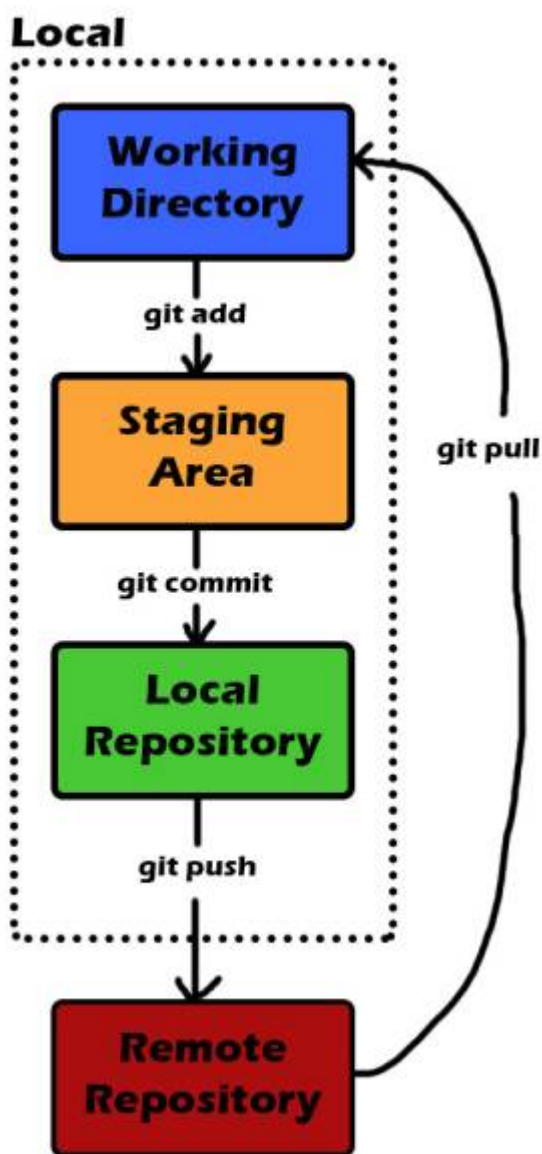 Local
Working
Directory
git add
Staging
Area
git pull
git commit
Local
Repository
git push
Remote
Repository